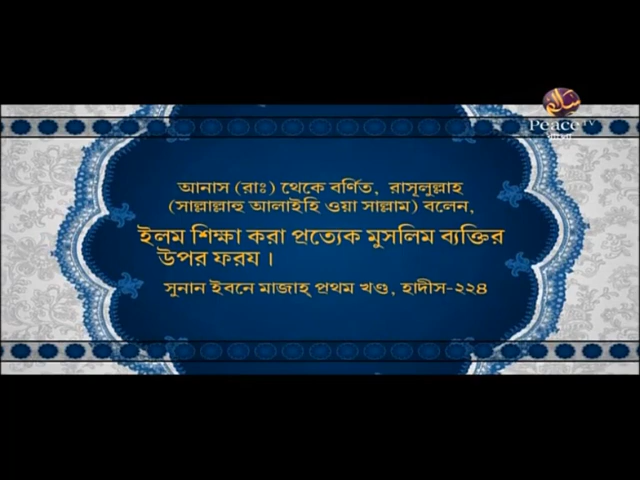 سلام
Peace TV
বাংলা
আনাস (রাঃ) থেকে বর্ণিত, রাসূলুল্লাহ
(সাল্লাল্লাহু আলাইহি ওয়া সাল্লাম) বলেন,
ইলম শিক্ষা করা প্রত্যেক মুসলিম ব্যক্তির
উপর ফরয।
সুনান ইবনে মাজাহ্ প্রথম খণ্ড, হাদীস-২২৪